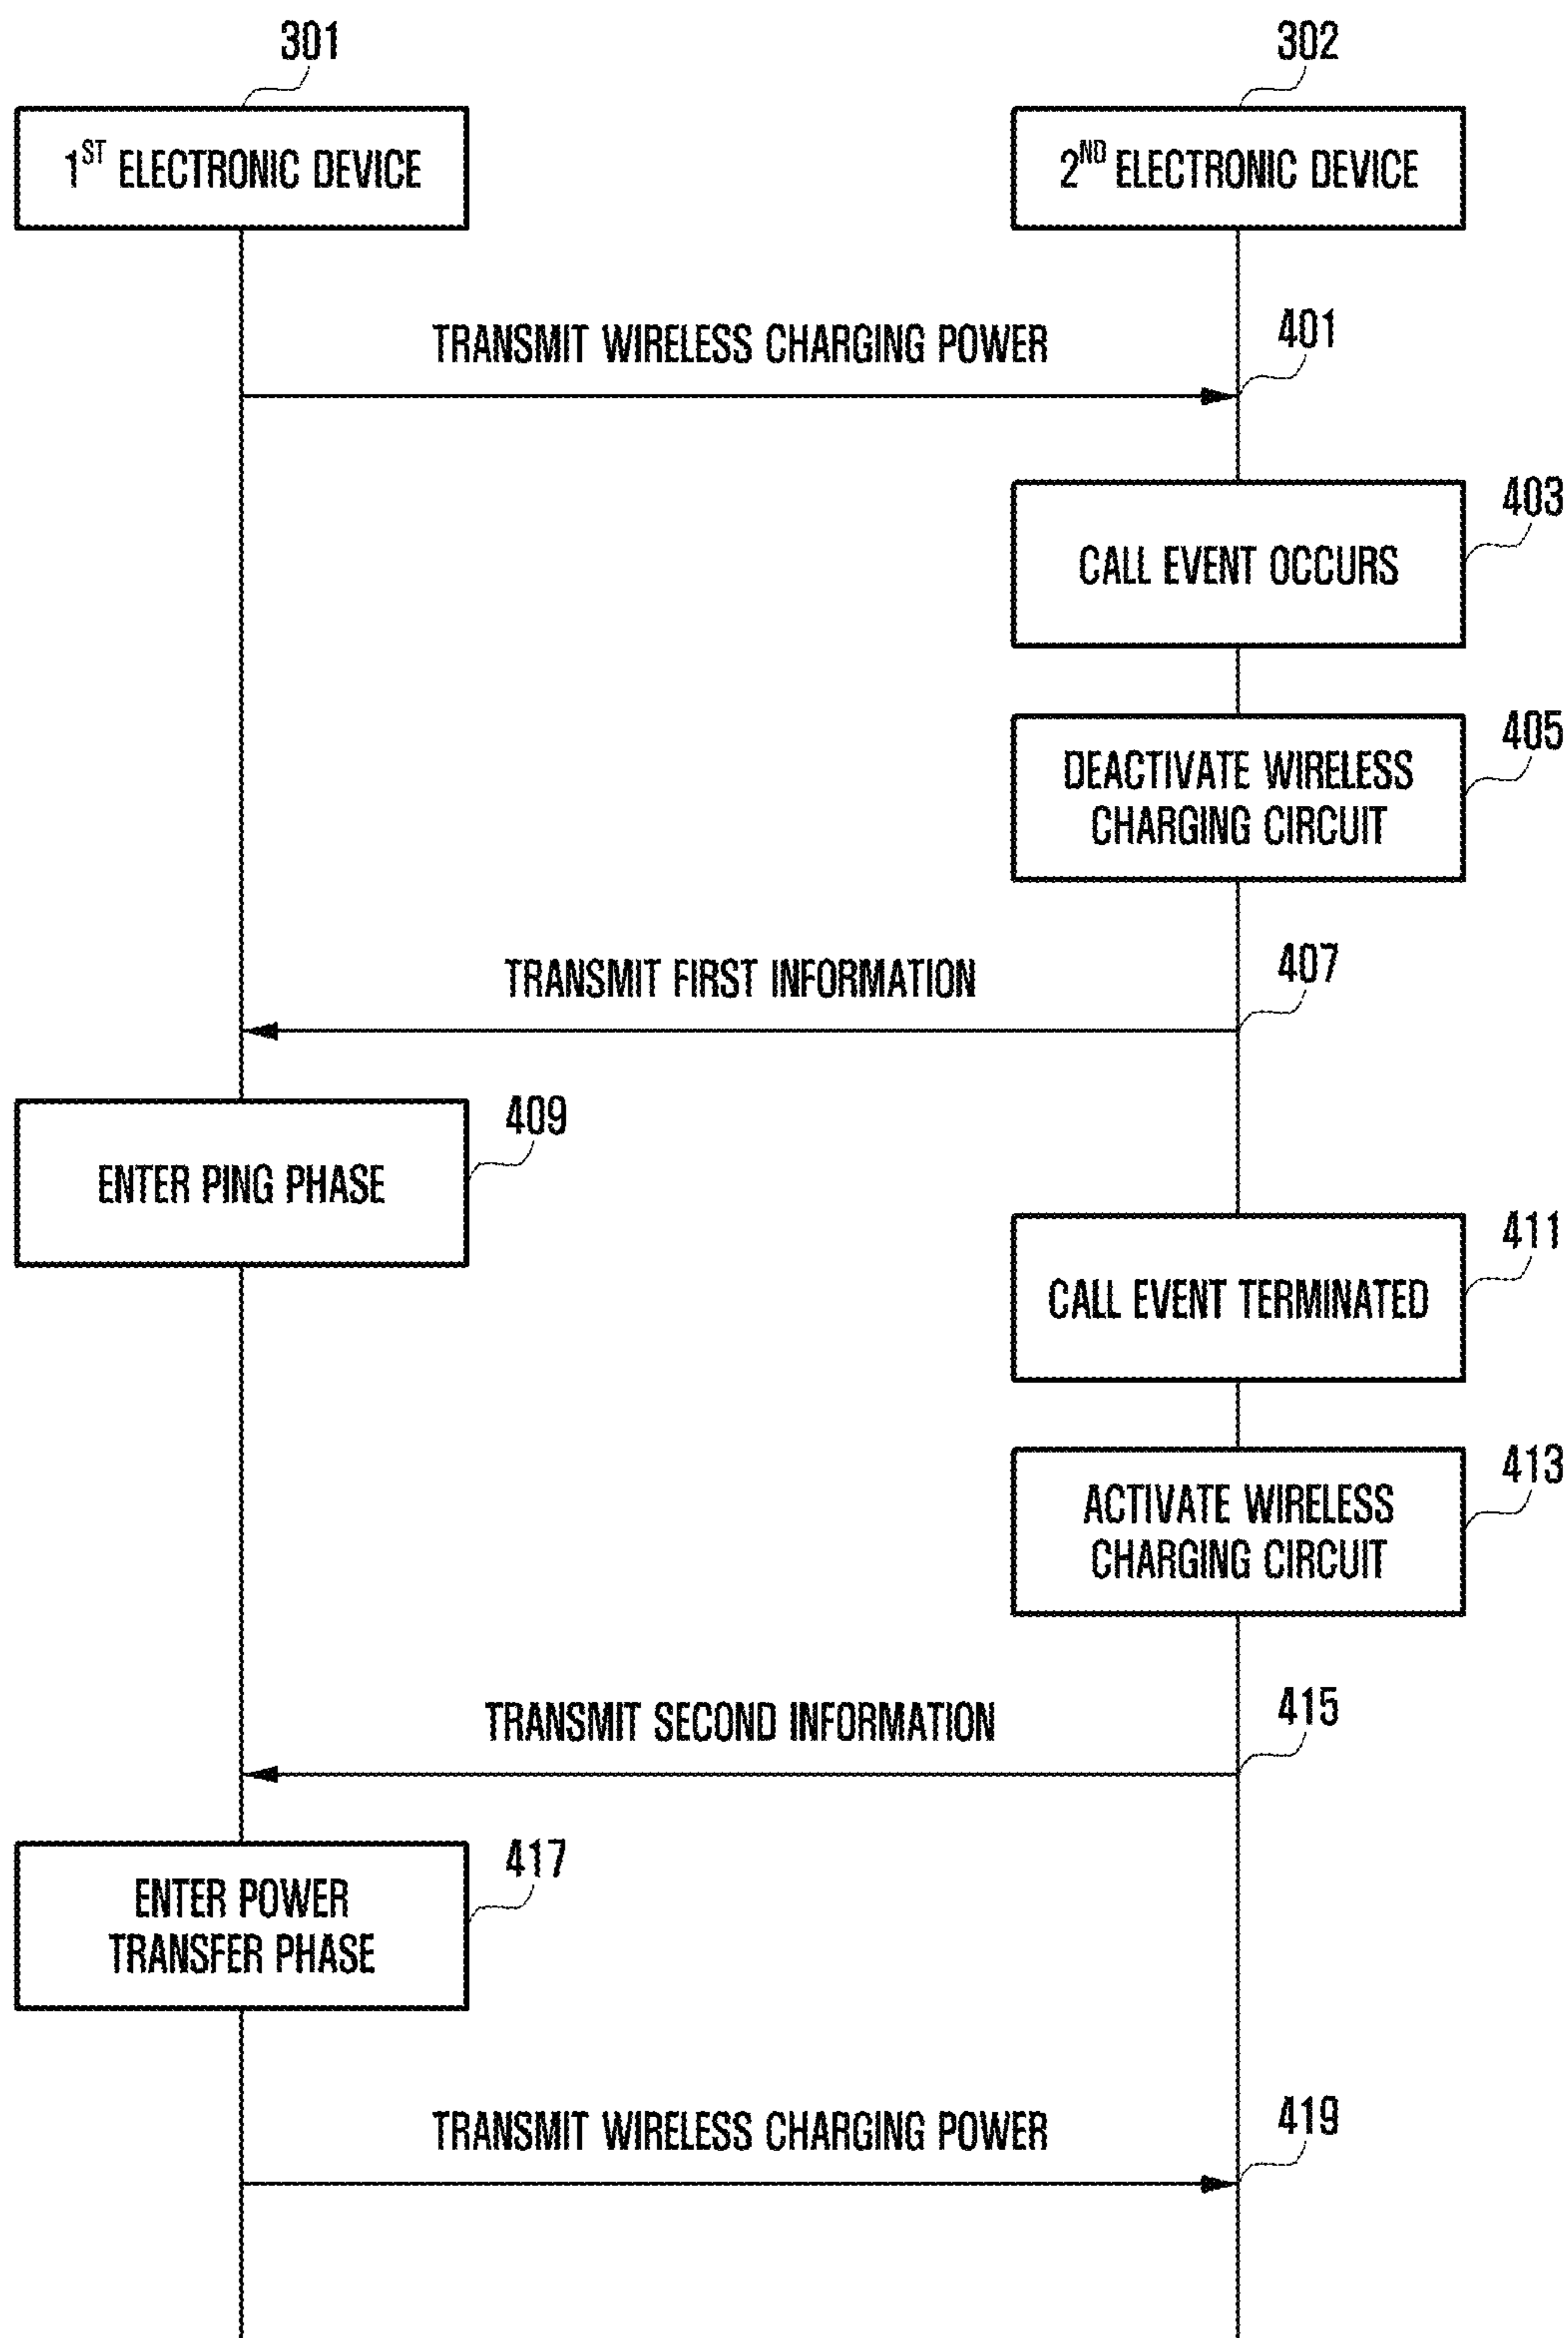 301
302
1ST ELECTRONIC DEVICE
2ND ELECTRONIC DEVICE
TRANSMIT WIRELESS CHARGING POWER
401
403
CALL EVENT OCCURS
405
DEACTIVATE WIRELESS
CHARGING CIRCUIT
TRANSMIT FIRST INFORMATION
407
409
ENTER PING PHASE
411
CALL EVENT TERMINATED
413
ACTIVATE WIRELESS
CHARGING CIRCUIT
TRANSMIT SECOND INFORMATION
415
417
ENTER POWER
TRANSFER PHASE
TRANSMIT WIRELESS CHARGING POWER
419